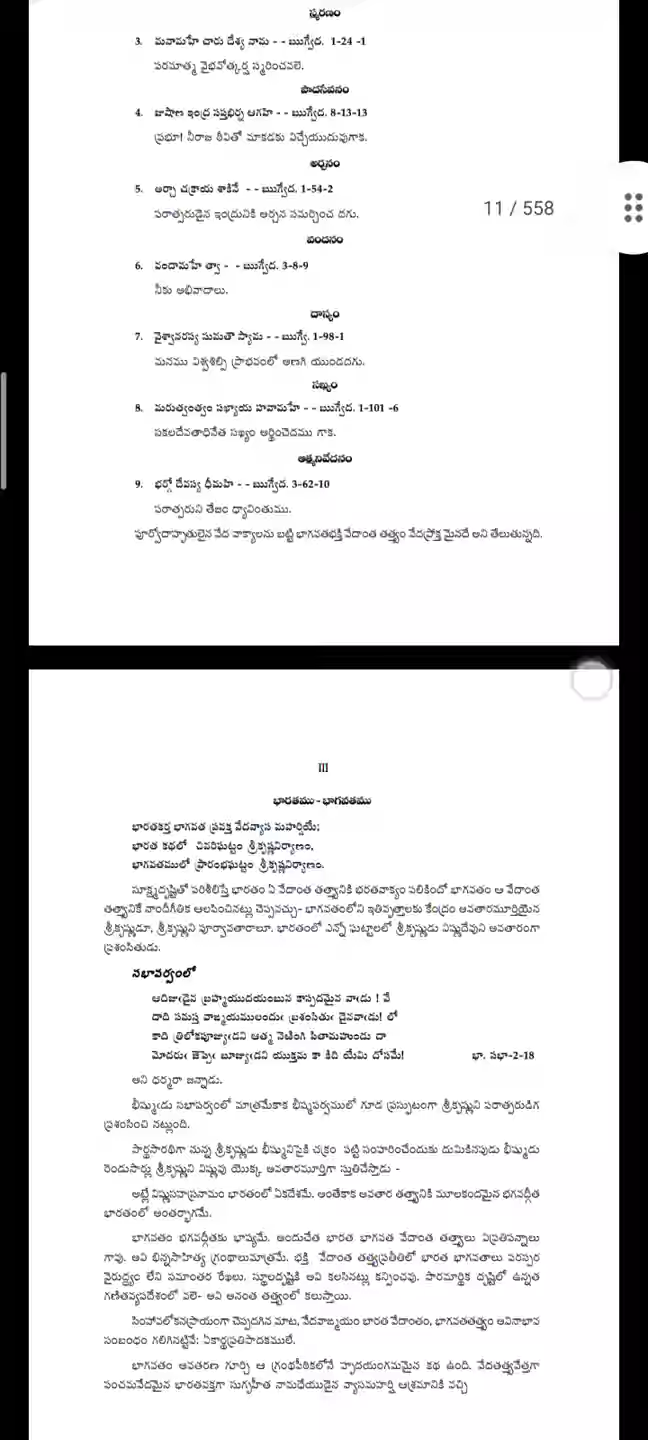 స్మరణం
3. మనామహే చారు దేవ్య నామ - - ఋగ్వేద. 1-24 -1
పరమాత్మ వైభవోత్కర్ష స్మరించవలె.
పాదసేవనం
4. జుషాణ ఇంద్ర సప్తభిర్న ఆగహి - - ఋగ్వేద. 8-13-13
ప్రభూ! నీరాజ ఠీవితో మాకడకు విచ్చేయుదువుగాక.
అర్చనం
5. అర్చా చక్రాయ శాకినే - - ఋగ్వేద. 1-54-2
పరాత్పరుడైన ఇంద్రునికి అర్చన సమర్పించ దగు.
11 / 558
వందనం
6. వందామహే త్వా - - ఋగ్వేద. 3-8-9
నీకు అభివాదాలు.
దాస్యం
7. వైశ్వానరస్య సుమతౌ స్యామ - - ఋగ్వే. 1-98-1
మనము విశ్వశిల్పి ప్రాభవంలో అణగి యుండదగు.
సఖ్యం
8. మరుత్వంత్వం సఖ్యాయ హవామహే - - ఋగ్వేద. 1-101 -6
సకలదేవతాధినేత సఖ్యం అర్థించెదము గాక.
ఆత్మనివేదనం
9. భర్గో దేవస్య ధీమహి - - ఋగ్వేద. 3-62-10
పరాత్పరుని తేజం ధ్యానింతుము.
పూర్వోదాహృతులైన వేద వాక్యాలను బట్టి భాగవతభక్తి వేదాంత తత్త్వం వేదప్రోక్త మైనదే అని తేలుతున్నది.
III
భారతము - భాగవతము
భారతకర్త భాగవత ప్రవక్త వేదవ్యాస మహర్షియే;
భారత కథలో చివరిఘట్టం శ్రీకృష్ణనిర్యాణం,
భాగవతములో ప్రారంభఘట్టం శ్రీకృష్ణనిర్యాణం.
సూక్ష్మదృష్టితో పరిశీలిస్తే భారతం ఏ వేదాంత తత్త్వానికి భరతవాక్యం పలికిందో భాగవతం ఆ వేదాంత
తత్త్వానికే నాందీగీతిక ఆలపించినట్లు చెప్పవచ్చు- భాగవతంలోని ఇతివృత్తాలకు కేంద్రం అవతారమూర్తియైన
శ్రీకృష్ణుడూ, శ్రీకృష్ణుని పూర్వావతారాలూ. భారతంలో ఎన్నో ఘట్టాలలో శ్రీకృష్ణుడు విష్ణుదేవుని అవతారంగా
ప్రశంసితుడు.
సభాపర్వంలో
ఆదిజుఁడైన బ్రహ్మయుదయంబున కాస్పదమైన వాఁడు ! వే
దాది సమస్త వాఙ్మయములందుఁ బ్రశంసితుఁ డైనవాఁడు! లో
కాది త్రిలోకపూజ్యుఁడని ఆత్మ నెఱింగి పితామహుండు దా
మోదరుఁ జెప్పెఁ బూజ్యుఁడని యుక్తమ కా కిది యేమి దోసమే! భా. సభా-2-18
అని ధర్మరా జన్నాడు.
భీష్ముఁడు సభాపర్వంలో మాత్రమేకాక భీష్మపర్వములో గూడ ప్రస్ఫుటంగా శ్రీకృష్ణుని పరాత్పరుడిగ
ప్రశంసించి నట్లుంది.
పార్థసారథిగా నున్న శ్రీకృష్ణుడు భీష్మునిపైకి చక్రం పట్టి సంహరించేందుకు దుమికినపుడు భీష్ముడు
రెండుసార్లు శ్రీకృష్ణుని విష్ణువు యొక్క అవతారమూర్తిగా స్తుతిచేస్తాడు -
అట్లే విష్ణుసహస్రనామం భారతంలో ఏకదేశమే. అంతేకాక అవతార తత్త్వానికి మూలకందమైన భగవద్గీత
భారతంలో అంతర్భాగమే.
భాగవతం భగవద్గీతకు భాష్యమే. అందుచేత భారత భాగవత వేదాంత తత్త్వాలు విప్రతిపన్నాలు
గావు. అవి భిన్నసాహిత్య గ్రంథాలుమాత్రమే. భక్తి వేదాంత తత్త్వప్రతీతిలో భారత భాగవతాలు పరస్పర
వైరుద్ధ్యం లేని సమాంతర రేఖలు. స్థూలదృష్టికి అవి కలసినట్లు కన్పించవు. పారమార్థిక దృష్టిలో ఉన్నత
గణితవ్యపదేశంలో వలె- అవి అనంత తత్త్వంలో కలుస్తాయి.
సింహావలోకనప్రాయంగా చెప్పదగిన మాట, వేదవాఙ్మయం భారత వేదాంతం, భాగవతతత్త్వం అవినాభావ
సంబంధం గలిగినట్టివే; ఏకార్థప్రతిపాదకములే.
భాగవతం అవతరణ గూర్చి ఆ గ్రంథపీఠికలోనే హృదయంగమమైన కథ ఉంది. వేదతత్త్వవేత్తగా
పంచమవేదమైన భారతవక్తగా సుగృహీత నామధేయుడైన వ్యాసమహర్షి ఆశ్రమానికి వచ్చి